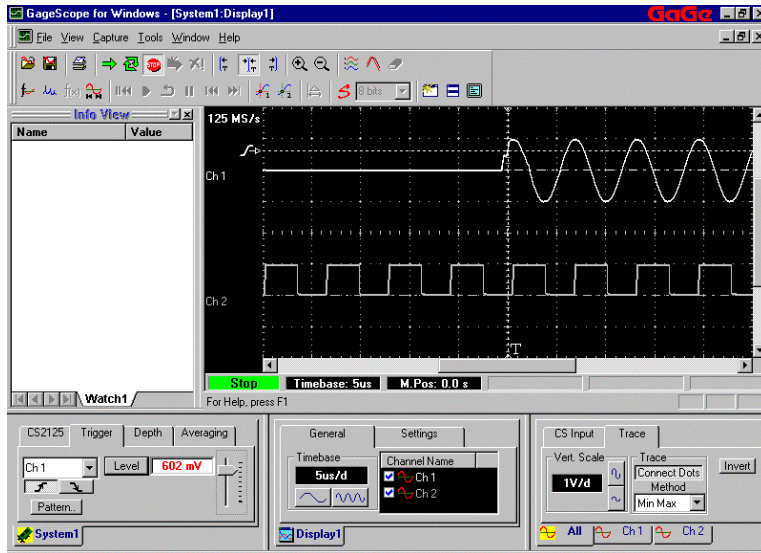 GageScope for Windows - [System1:Display1]
GaGe
File View Capture Tools Window Help
f(x)
8 bits
Info View
Name Value
125 MS/s
Ch 1
Ch 2
T
Watch1
Stop Timebase: 5us M.Pos: 0.0 s
For Help, press F1
CS2125 Trigger Depth Averaging
Ch 1 Level 602 mV
Pattern..
System1
General Settings
Timebase
5us/d
Channel Name
Ch 1
Ch 2
Display1
CS Input Trace
Vert. Scale
1V/d
Trace
Connect Dots
Method
Min Max
Invert
All Ch 1 Ch 2